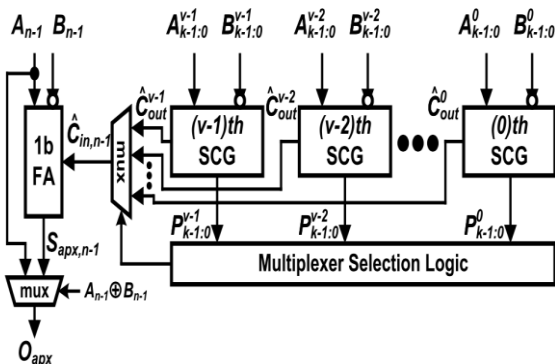 A_{n-1} B_{n-1} A^{v-1}_{k-1:0} B^{v-1}_{k-1:0} A^{v-2}_{k-1:0} B^{v-2}_{k-1:0} A^{0}_{k-1:0} B^{0}_{k-1:0}
Ĉ^{v-1}_{out} Ĉ^{v-2}_{out} Ĉ^{0}_{out}
(v-1)th
SCG
(v-2)th
SCG
(0)th
SCG
1b
FA
Ĉ_{in,n-1}
mux
P^{v-1}_{k-1:0} P^{v-2}_{k-1:0} P^{0}_{k-1:0}
S_{apx,n-1}
Multiplexer Selection Logic
mux
A_{n-1}⊕B_{n-1}
O_{apx}